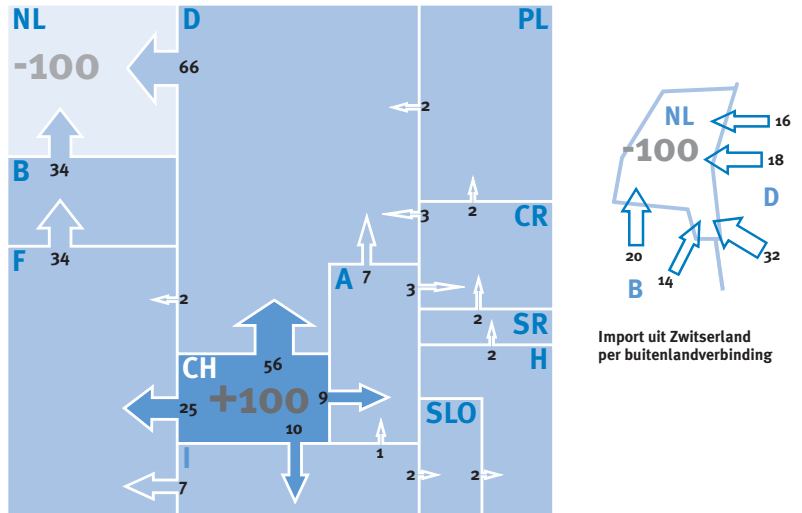 NL
D
PL
-100
66
2
B
34
2
CR
3
F
34
A
7
3
2
SR
2
2
H
CH
56
25
+100
9
10
SLO
I
1
7
2
2
NL
16
-100
18
D
20
14
32
B
Import uit Zwitserland
per buitenlandverbinding